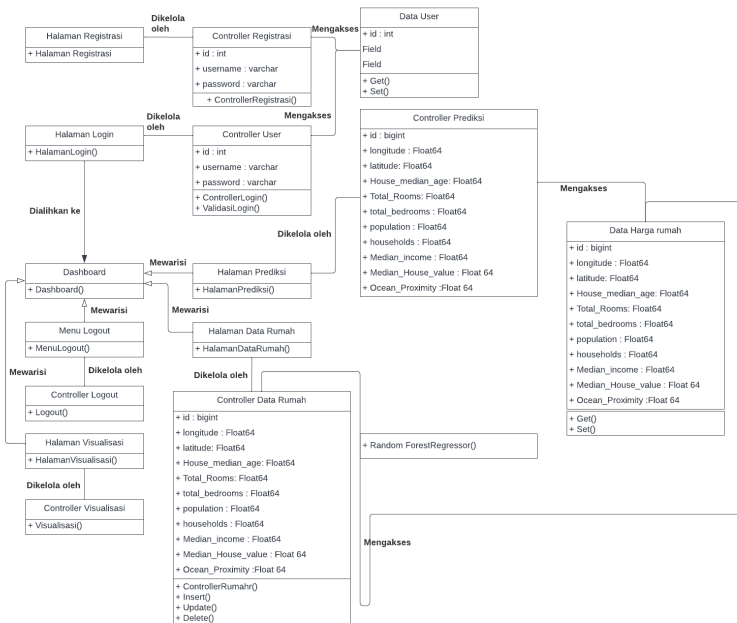 Halaman Registrasi
+ Halaman Registrasi
Dikelola
oleh
Controller Registrasi
+ id : int
+ username : varchar
+ password : varchar
+ ControllerRegistrasi()
Mengakses
Data User
+ id : int
Field
Field
+ Get()
+ Set()
Halaman Login
+ HalamanLogin()
Dikelola
oleh
Controller User
+ id : int
+ username : varchar
+ password : varchar
+ ControllerLogin()
+ ValidasiLogin()
Mengakses
Controller Prediksi
+ id : bigint
+ longitude : Float64
+ latitude: Float64
+ House_median_age: Float64
+ Total_Rooms: Float64
+ total_bedrooms : Float64
+ population : Float64
+ households : Float64
+ Median_income : Float64
+ Median_House_value : Float 64
+ Ocean_Proximity :Float 64
Mengakses
Data Harga rumah
+ id : bigint
+ longitude : Float64
+ latitude: Float64
+ House_median_age: Float64
+ Total_Rooms: Float64
+ total_bedrooms : Float64
+ population : Float64
+ households : Float64
+ Median_income : Float64
+ Median_House_value : Float 64
+ Ocean_Proximity :Float 64
+ Get()
+ Set()
Dialihkan ke
Dikelola oleh
Dashboard
+ Dashboard()
Mewarisi
Halaman Prediksi
+ HalamanPrediksi()
Mewarisi
Mewarisi
Menu Logout
+ MenuLogout()
Halaman Data Rumah
+ HalamanDataRumah()
Mewarisi
Dikelola oleh
Dikelola oleh
Controller Logout
+ Logout()
Controller Data Rumah
+ id : bigint
+ longitude : Float64
+ latitude: Float64
+ House_median_age: Float64
+ Total_Rooms: Float64
+ total_bedrooms : Float64
+ population : Float64
+ households : Float64
+ Median_income : Float64
+ Median_House_value : Float 64
+ Ocean_Proximity :Float 64
+ ControllerRumahr()
+ Insert()
+ Update()
+ Delete()
+ Random ForestRegressor()
Mengakses
Halaman Visualisasi
+ HalamanVisualisasi()
Dikelola oleh
Controller Visualisasi
+ Visualisasi()